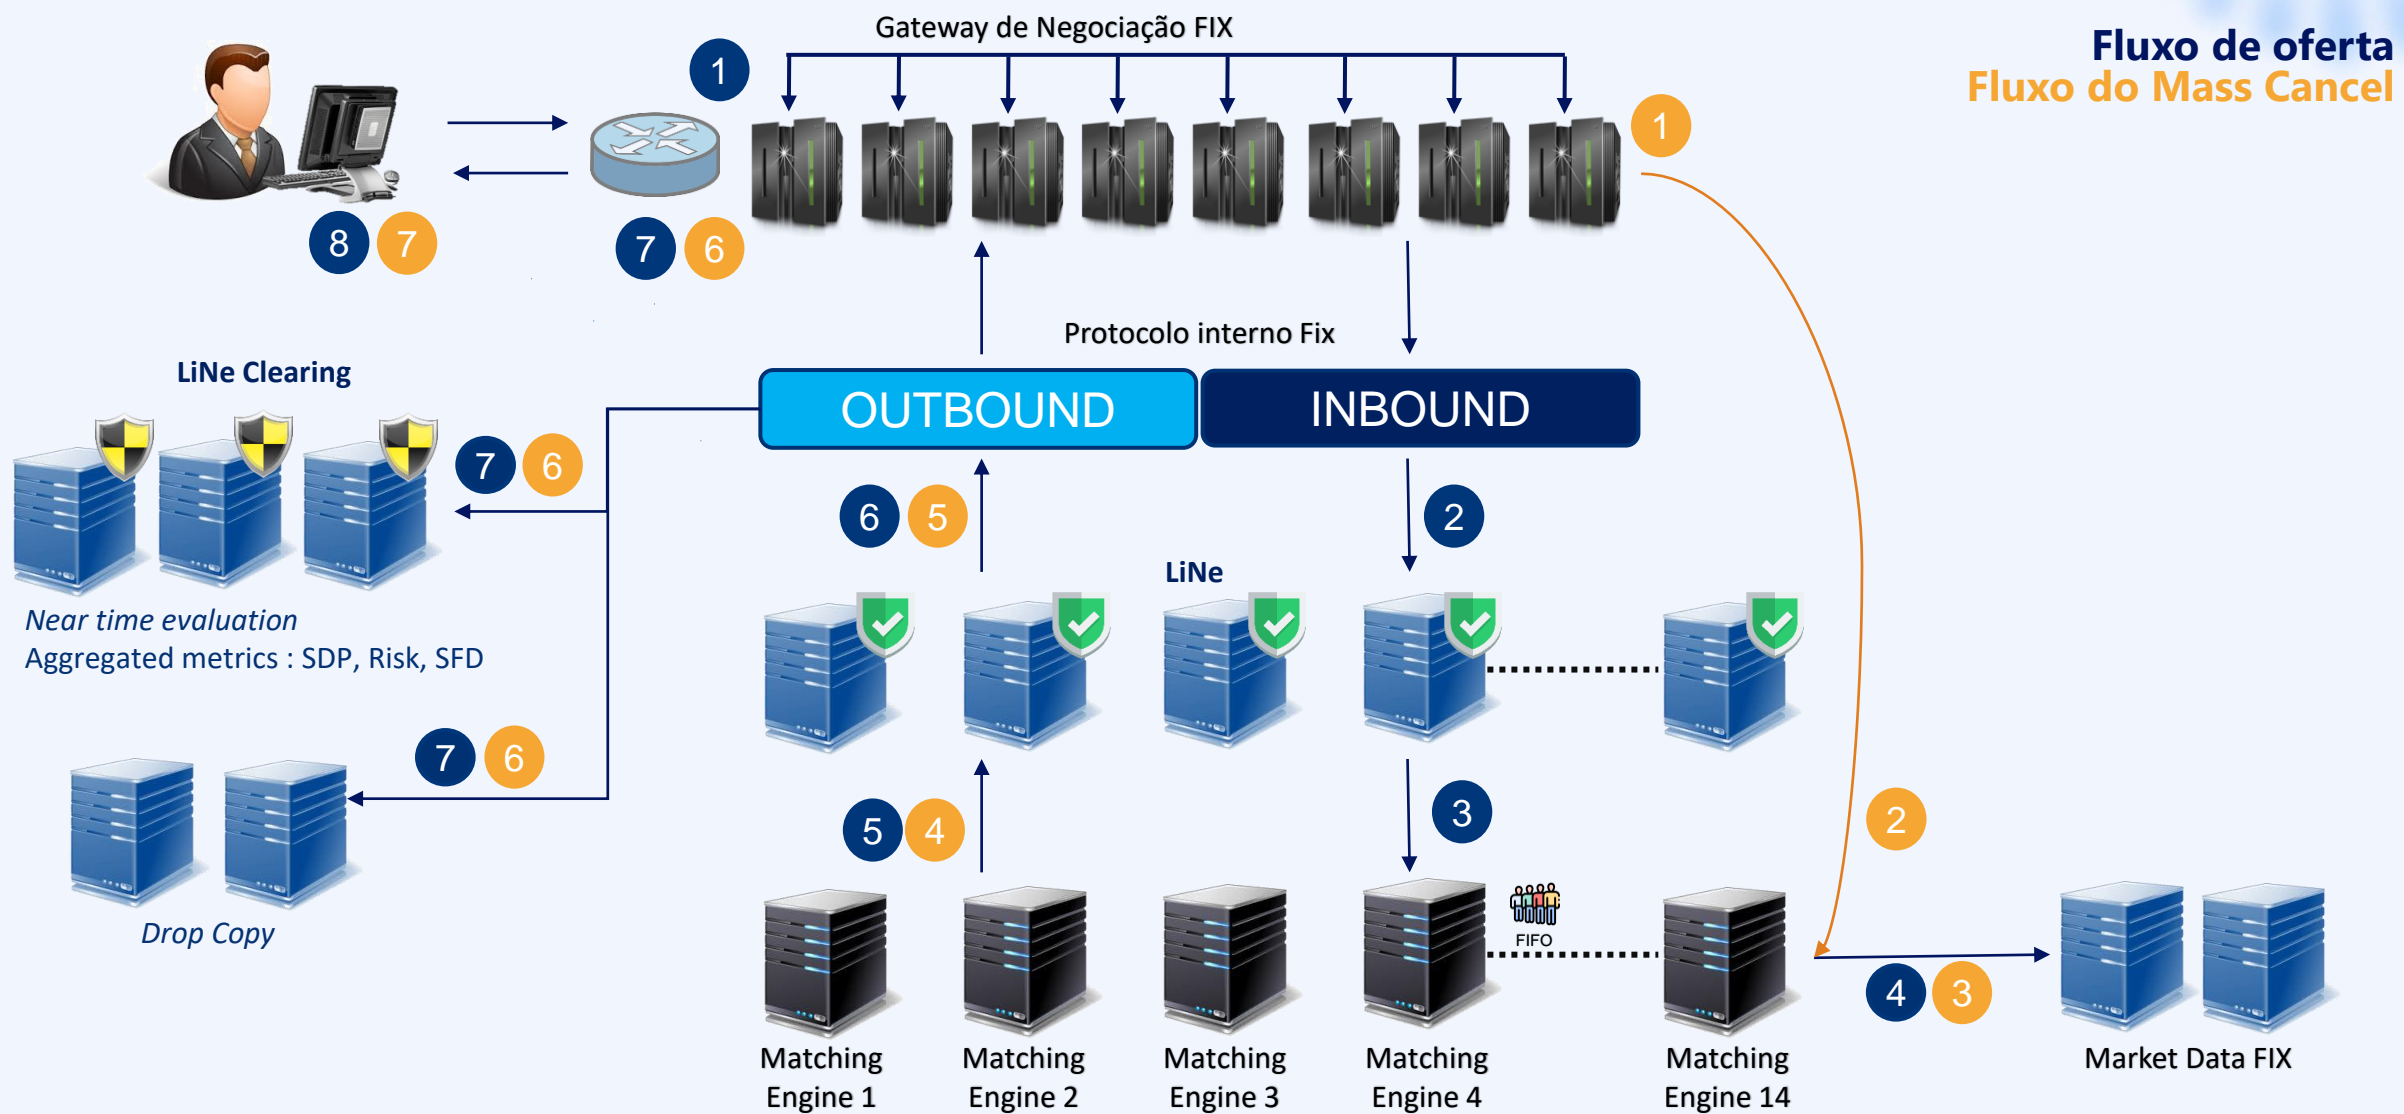 Gateway de Negociação FIX
Fluxo de oferta
Fluxo do Mass Cancel
1
1
8
7
7
6
Protocolo interno Fix
LiNe Clearing
OUTBOUND
INBOUND
7
6
6
5
2
LiNe
Near time evaluation
Aggregated metrics : SDP, Risk, SFD
7
6
5
4
3
2
FIFO
Drop Copy
4
3
Matching
Engine 1
Matching
Engine 2
Matching
Engine 3
Matching
Engine 4
Matching
Engine 14
Market Data FIX